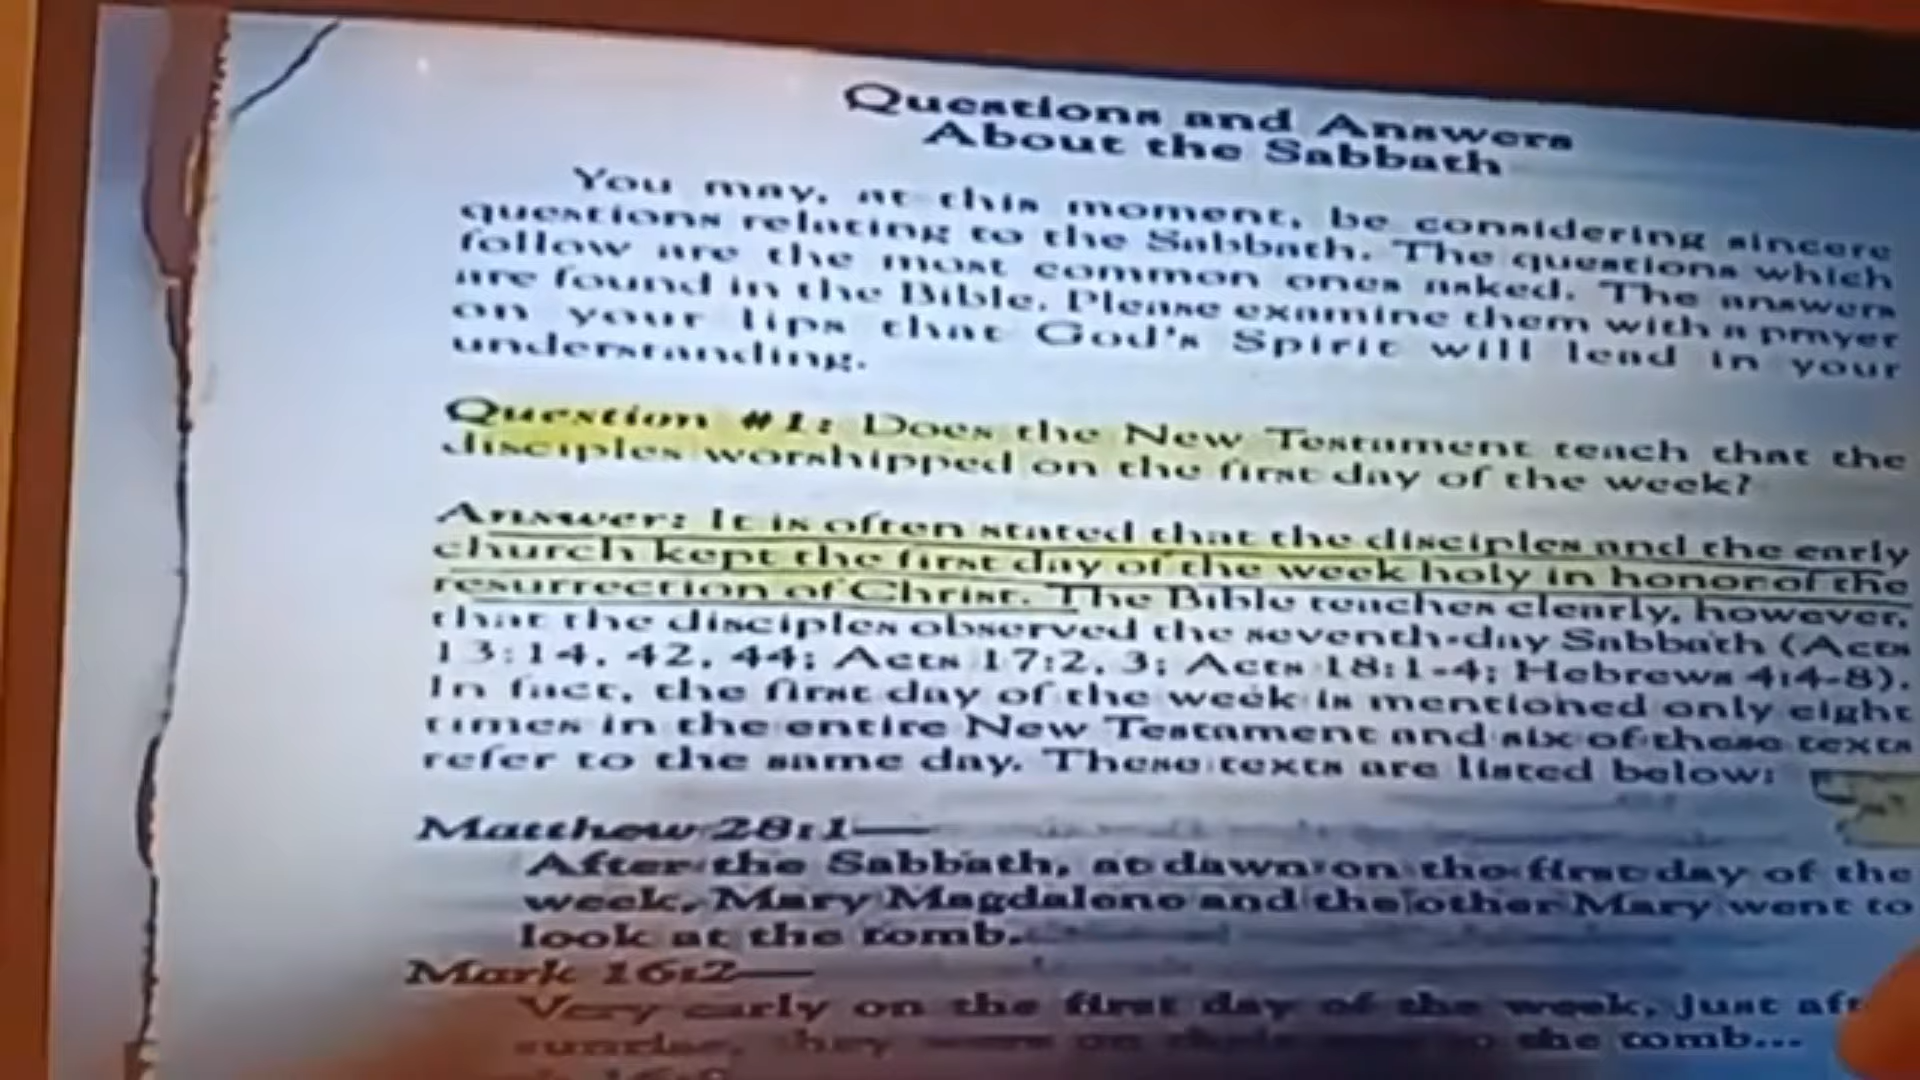 Questions and Answers
About the Sabbath
You may, at this moment, be considering sincere
questions relating to the Sabbath. The questions which
follow are the most common ones asked. The answers
are found in the Bible. Please examine them with a prayer
on your lips that God's Spirit will lead in your
understanding.
Question #1: Does the New Testament teach that the
disciples worshipped on the first day of the week?
Answer: It is often stated that the disciples and the early
church kept the first day of the week holy in honor of the
resurrection of Christ. The Bible teaches clearly, however,
that the disciples observed the seventh-day Sabbath (Acts
13:14, 42, 44; Acts 17:2, 3; Acts 18:1-4; Hebrews 4:4-8).
In fact, the first day of the week is mentioned only eight
times in the entire New Testament and six of these texts
refer to the same day. These texts are listed below:
Matthew 28:1—
After the Sabbath, at dawn on the first day of the
week, Mary Magdalene and the other Mary went to
look at the tomb.
Mark 16:2—
Very early on the first day of the week, just
sunrise, they were on the tomb...